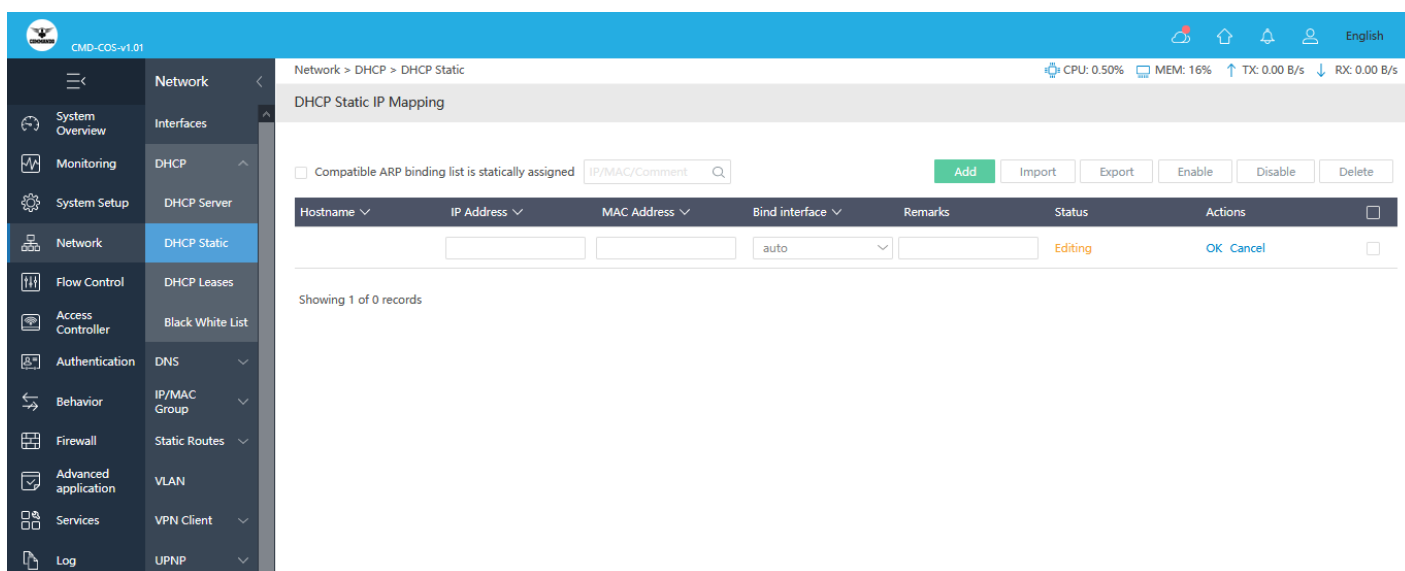 COMMANDO
CMD-COS-v1.01
English
Network
Network > DHCP > DHCP Static
CPU: 0.50%
MEM: 16%
TX: 0.00 B/s
RX: 0.00 B/s
DHCP Static IP Mapping
System Overview
Monitoring
System Setup
Network
Flow Control
Access Controller
Authentication
Behavior
Firewall
Advanced application
Services
Log
Interfaces
DHCP
DHCP Server
DHCP Static
DHCP Leases
Black White List
DNS
IP/MAC Group
Static Routes
VLAN
VPN Client
UPNP
Compatible ARP binding list is statically assigned
IP/MAC/Comment
Add
Import
Export
Enable
Disable
Delete
Hostname
IP Address
MAC Address
Bind interface
Remarks
Status
Actions
auto
Editing
OK Cancel
Showing 1 of 0 records